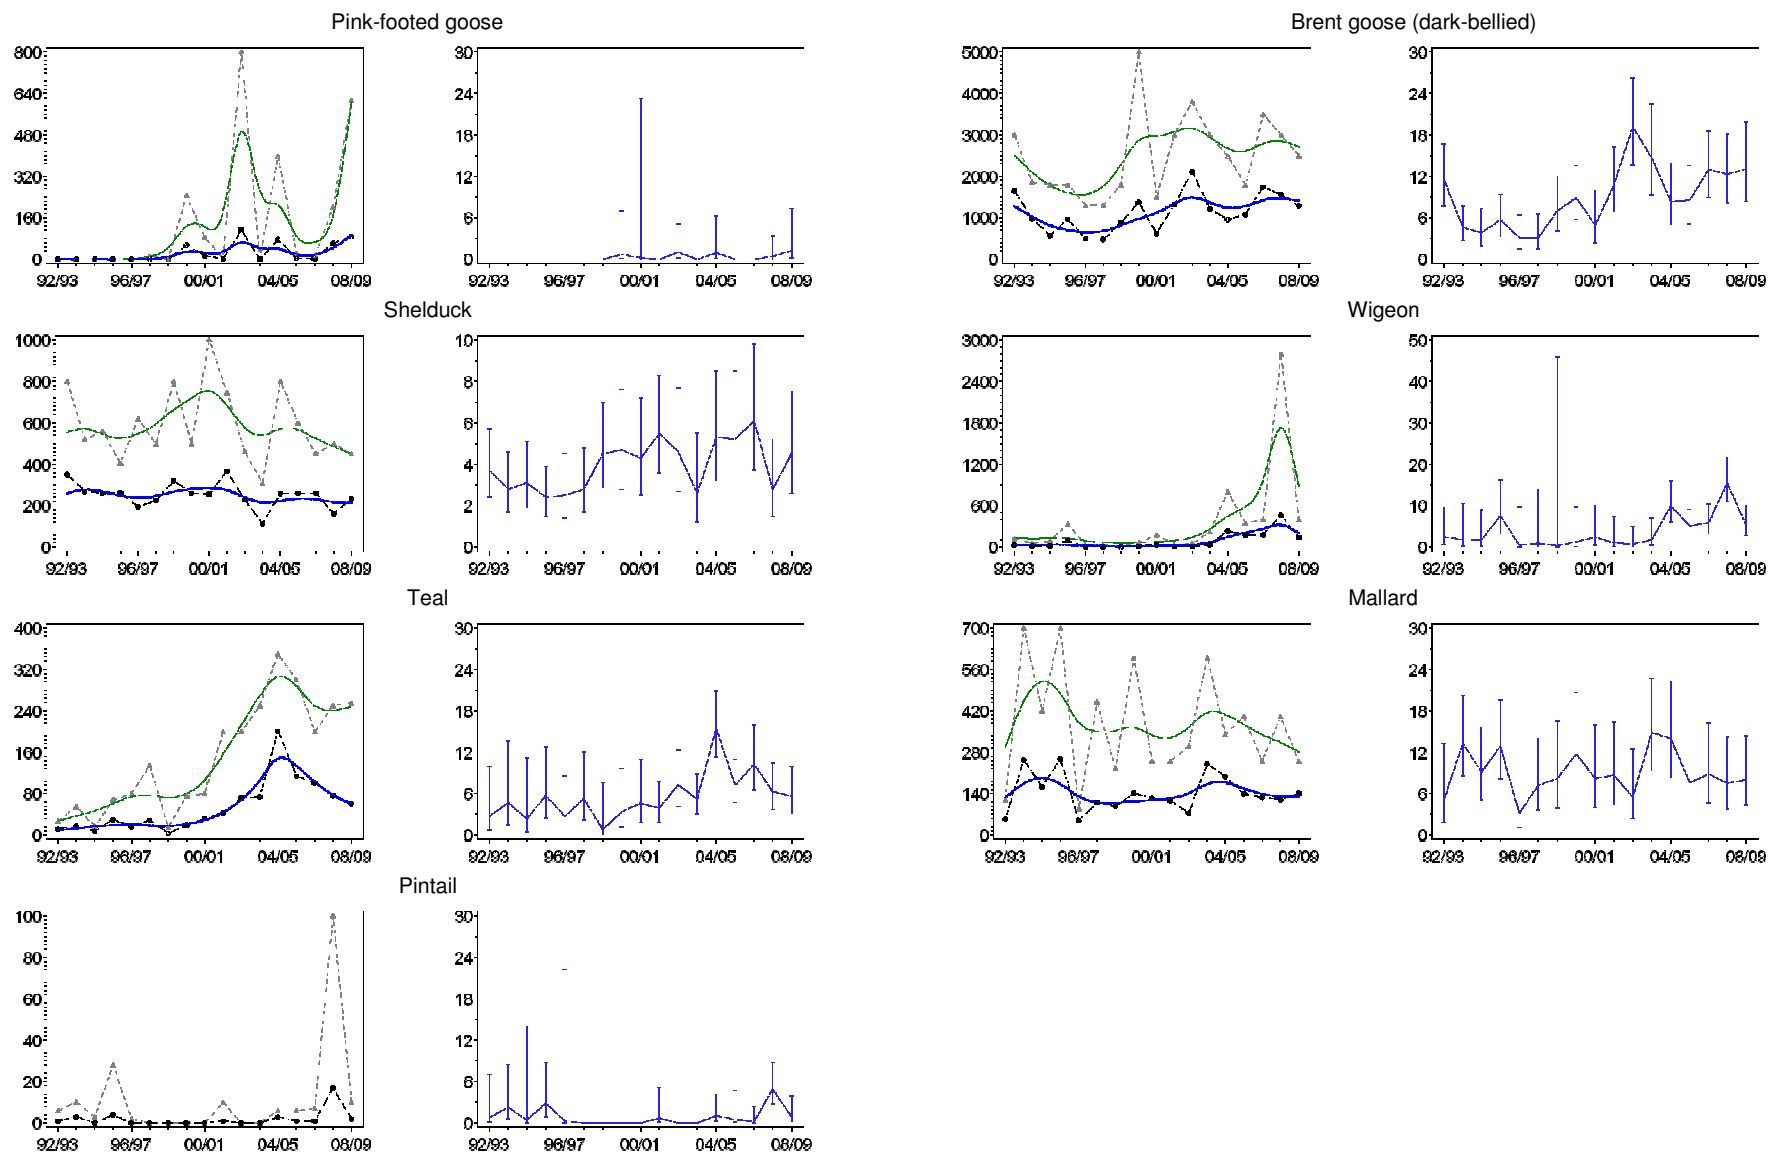 Pink-footed goose
Brent goose (dark-bellied)
800 30 5000 30
640 24 4000 24
480 18 3000 18
320 12 2000 12
160 6 1000 6
0 0 0 0
92/93 96/97 00/01 04/05 08/09 92/93 96/97 00/01 04/05 08/09 92/93 96/97 00/01 04/05 08/09 92/93 96/97 00/01 04/05 08/09
Shelduck
Wigeon
1000 10 3000 50
800 8 2400 40
600 6 1800 30
400 4 1200 20
200 2 600 10
0 0 0 0
92/93 96/97 00/01 04/05 08/09 92/93 96/97 00/01 04/05 08/09 92/93 96/97 00/01 04/05 08/09 92/93 96/97 00/01 04/05 08/09
Teal
Mallard
400 30 700 30
320 24 560 24
240 18 420 18
160 12 280 12
80 6 140 6
0 0 0 0
92/93 96/97 00/01 04/05 08/09 92/93 96/97 00/01 04/05 08/09 92/93 96/97 00/01 04/05 08/09 92/93 96/97 00/01 04/05 08/09
Pintail
100 30
80 24
60 18
40 12
20 6
0 0
92/93 96/97 00/01 04/05 08/09 92/93 96/97 00/01 04/05 08/09